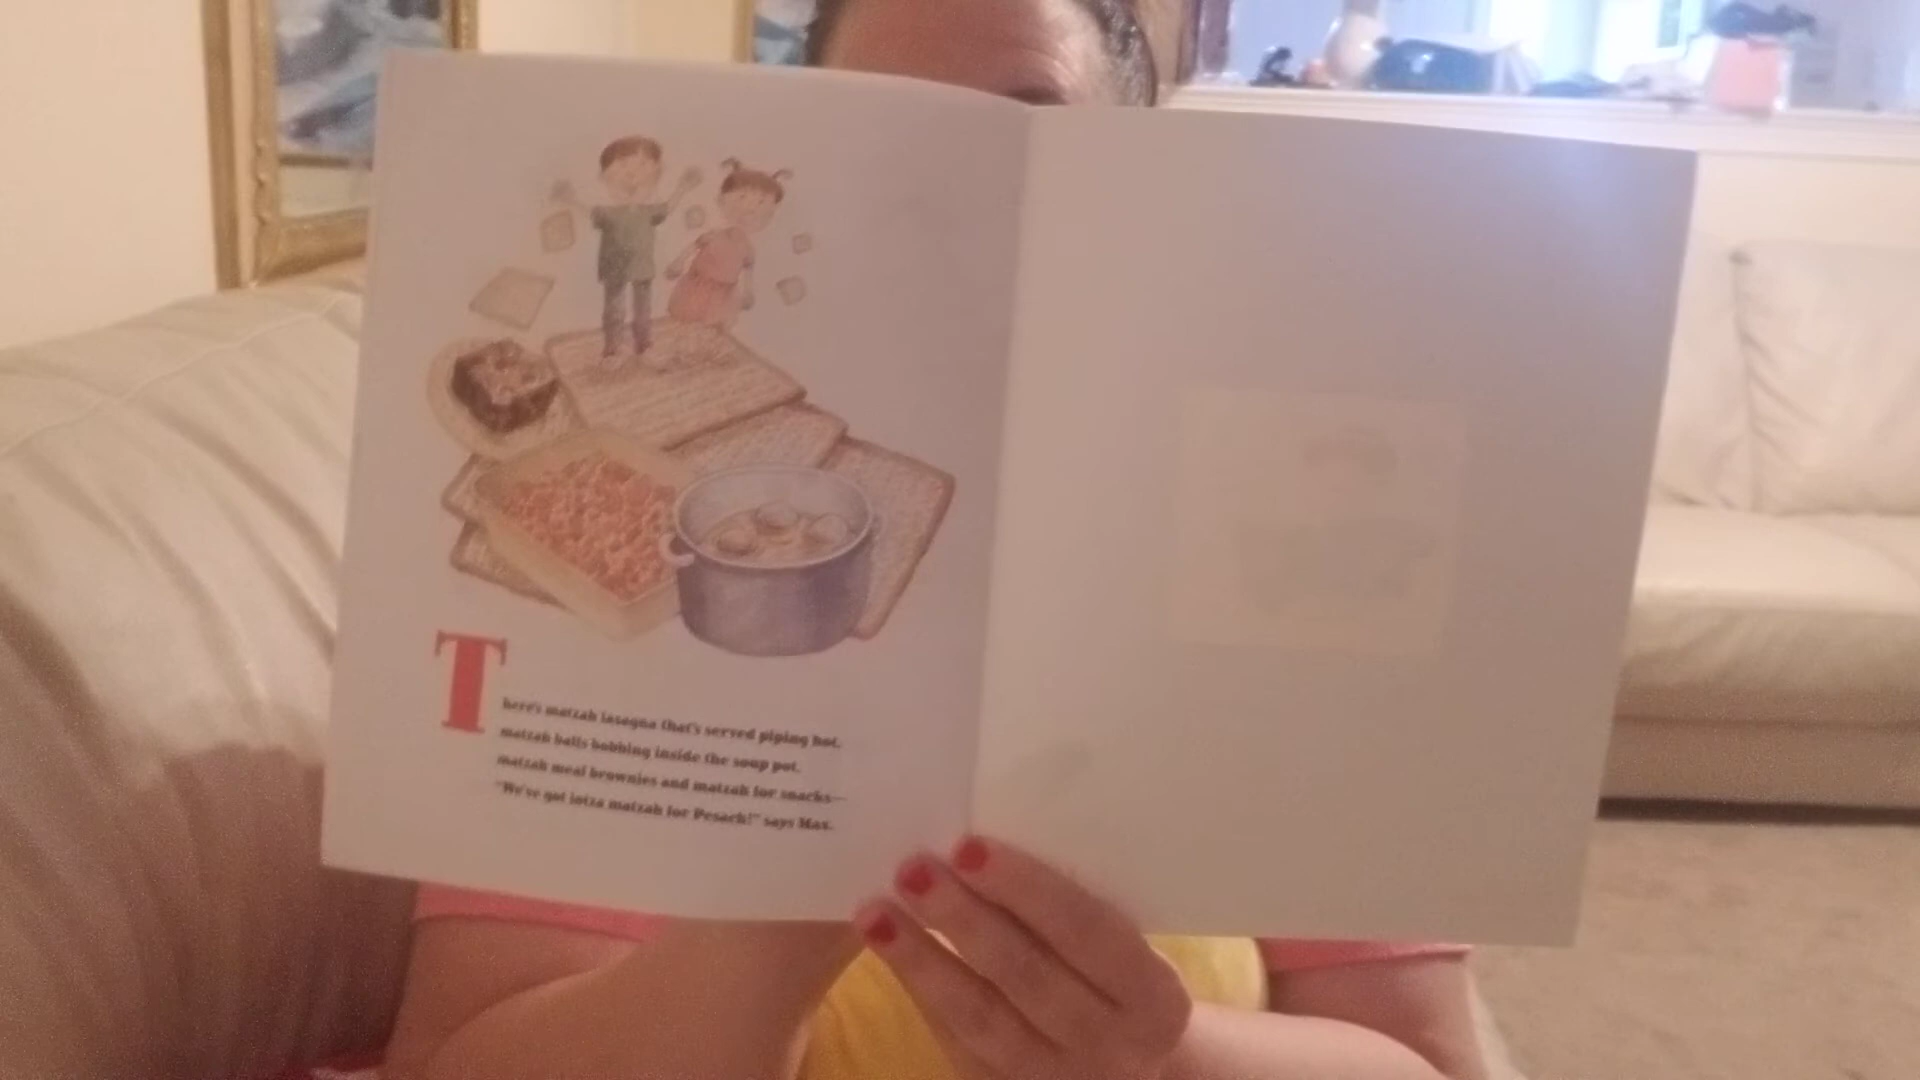 There's matzah lasagna that's served piping hot,
matzah balls bobbing inside the soup pot,
matzah meal brownies and matzah for snacks—
"We've got lotza matzah for Pesach!" says Max.